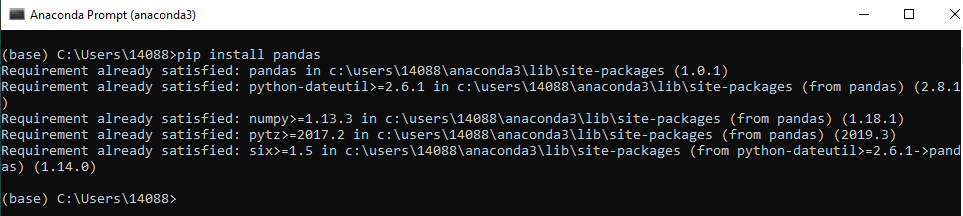 Anaconda Prompt (anaconda3)
(base) C:\Users\14088>pip install pandas
Requirement already satisfied: pandas in c:\users\14088\anaconda3\lib\site-packages (1.0.1)
Requirement already satisfied: python-dateutil>=2.6.1 in c:\users\14088\anaconda3\lib\site-packages (from pandas) (2.8.1
)
Requirement already satisfied: numpy>=1.13.3 in c:\users\14088\anaconda3\lib\site-packages (from pandas) (1.18.1)
Requirement already satisfied: pytz>=2017.2 in c:\users\14088\anaconda3\lib\site-packages (from pandas) (2019.3)
Requirement already satisfied: six>=1.5 in c:\users\14088\anaconda3\lib\site-packages (from python-dateutil>=2.6.1->pand
as) (1.14.0)
(base) C:\Users\14088>